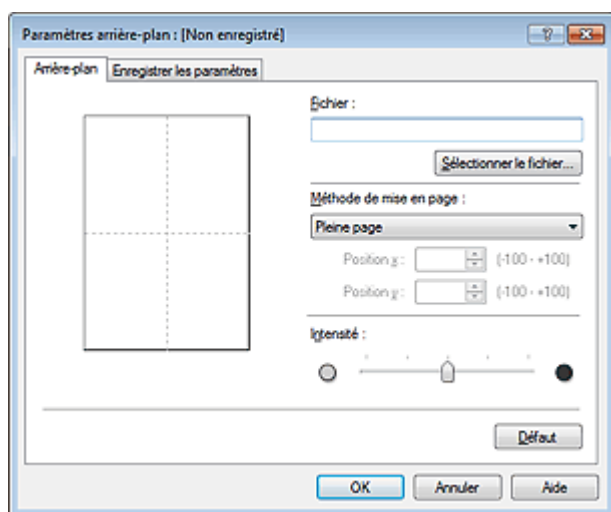 Paramètres arrière-plan : [Non enregistré]
Arrière-plan Enregistrer les paramètres
Fichier :
Sélectionner le fichier...
Méthode de mise en page :
Pleine page
Position x : (-100 - +100)
Position y : (-100 - +100)
Intensité :
Défaut
OK Annuler Aide